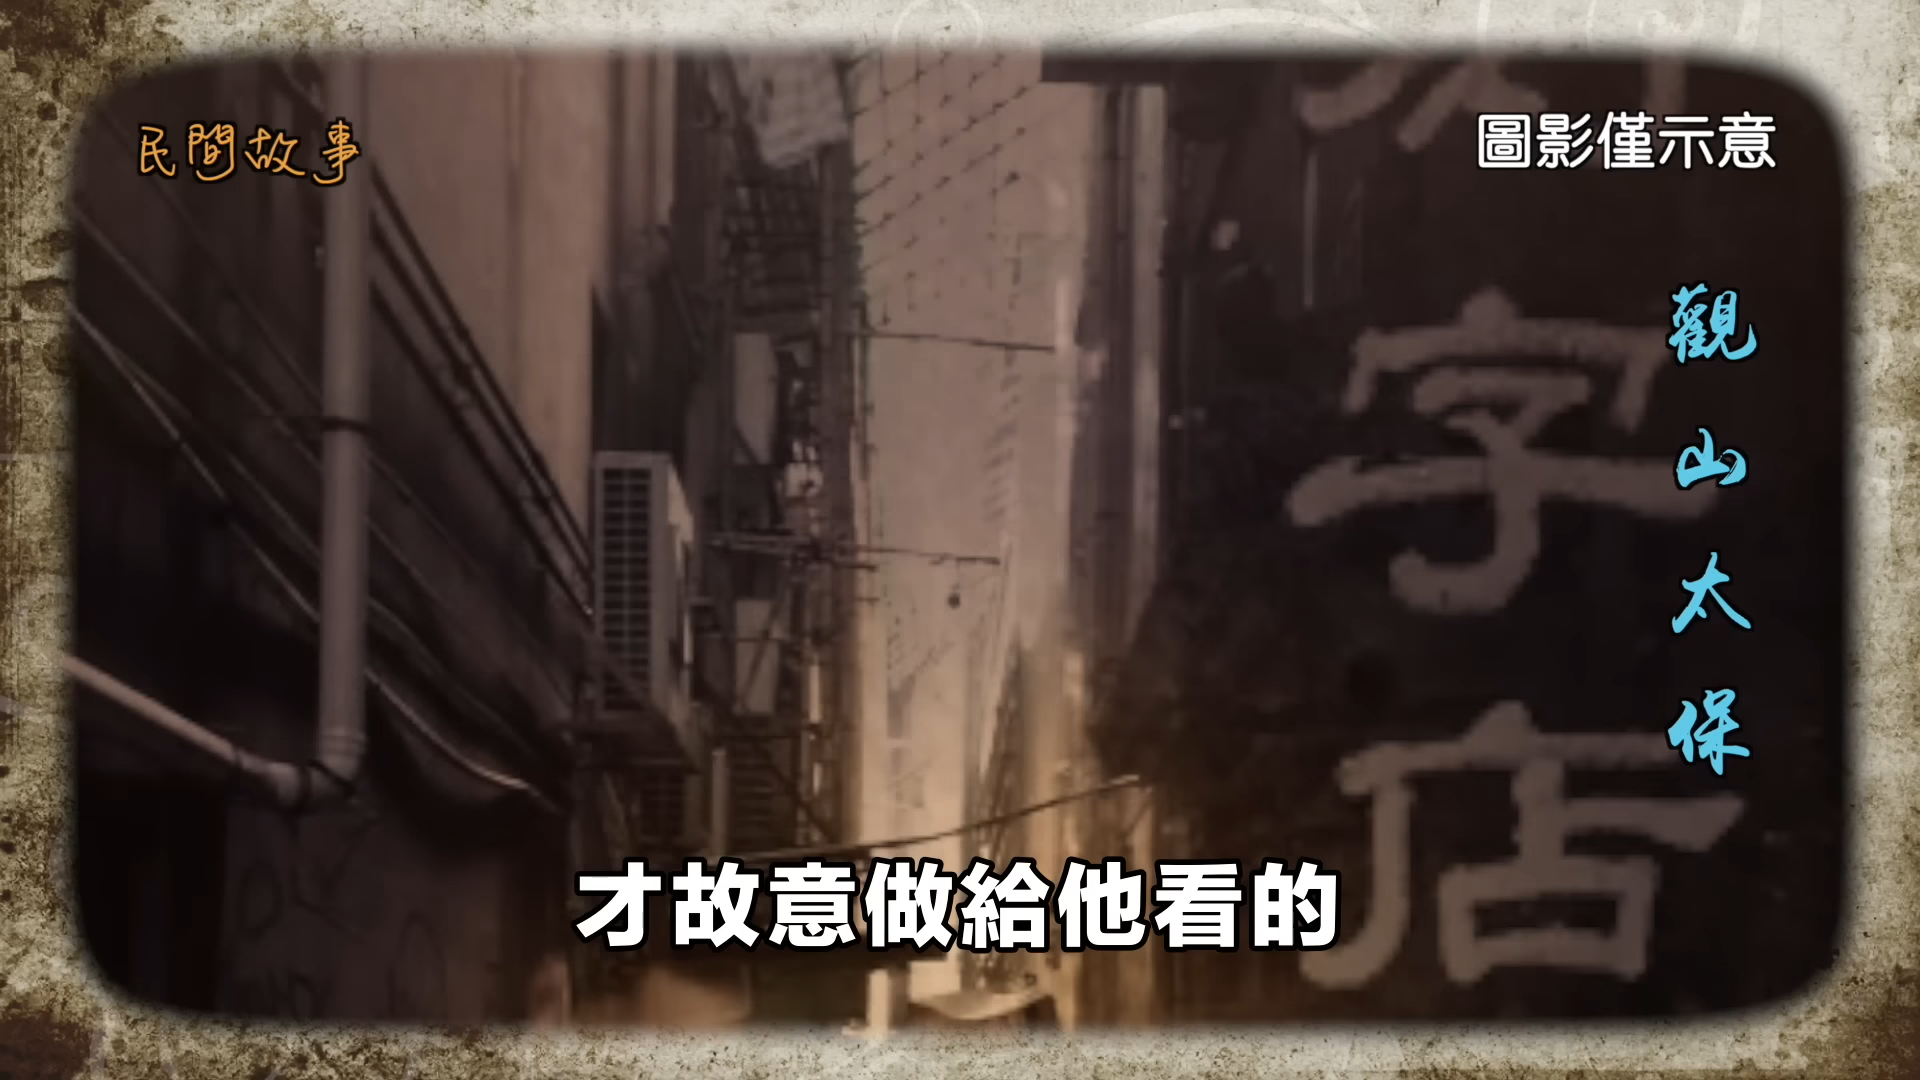 民間故事
圖影僅示意
觀山太保
字店
才故意做給他看的